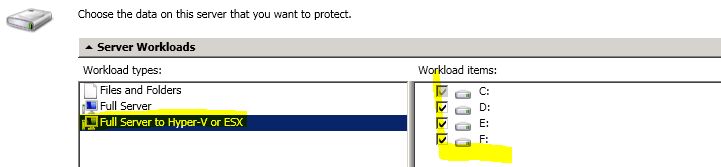 Choose the data on this server that you want to protect.
Server Workloads
Workload types:
Workload items:
Files and Folders
Full Server
Full Server to Hyper-V or ESX
C:
D:
E:
F: